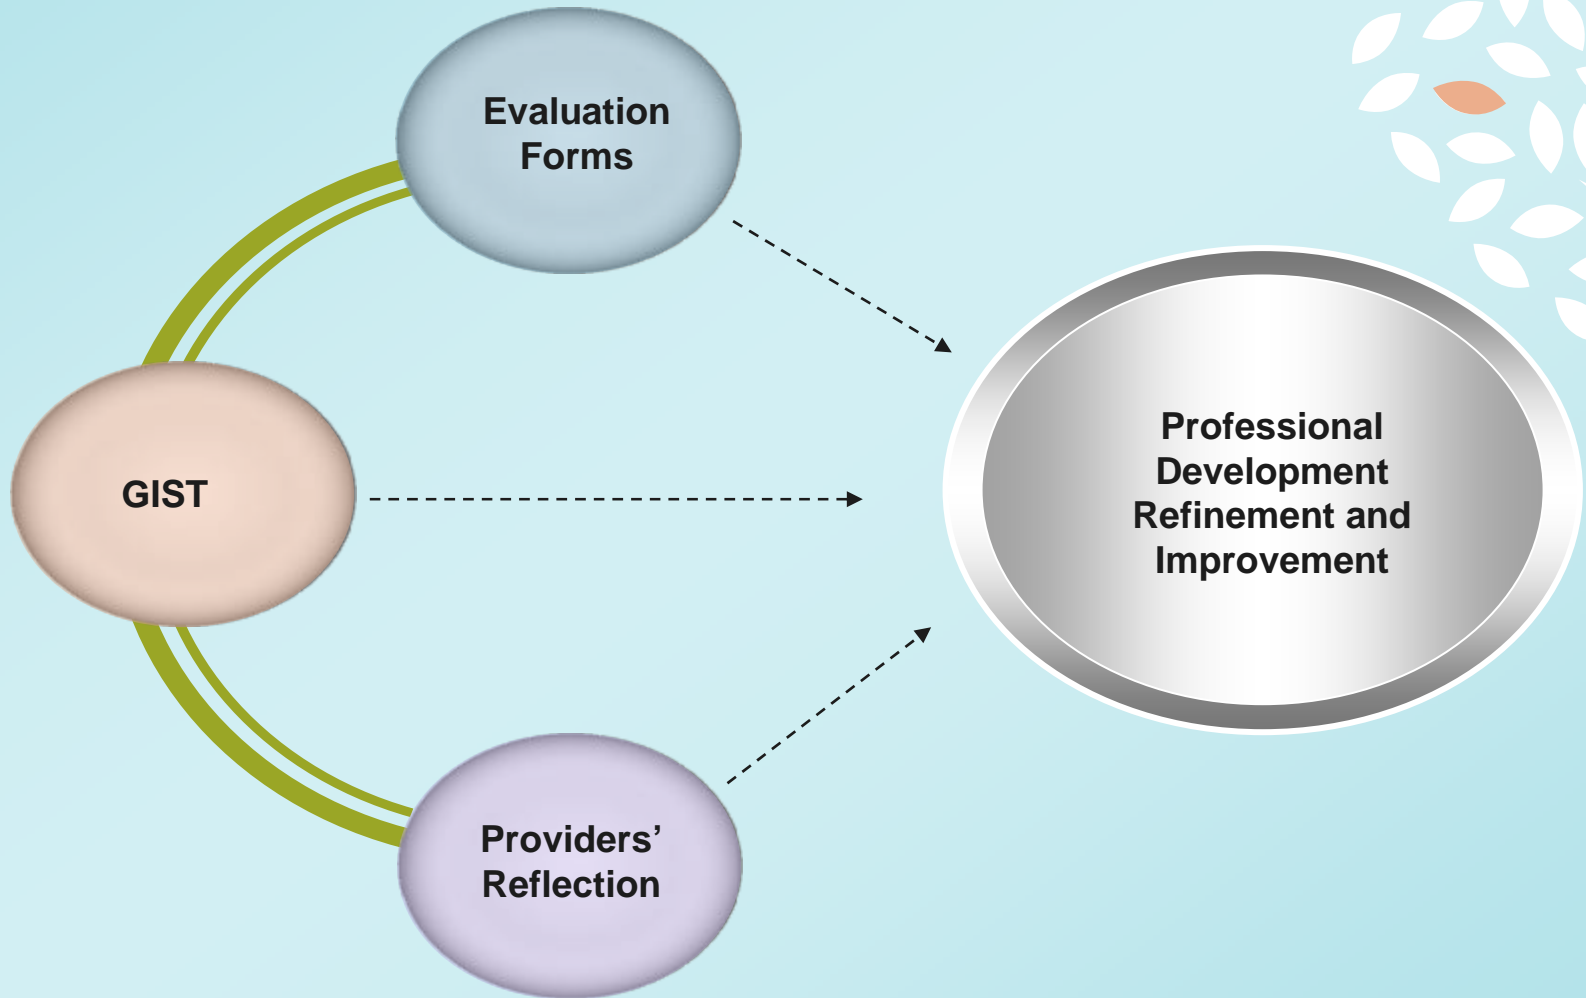 Evaluation
Forms
GIST
Professional
Development
Refinement and
Improvement
Providers’
Reflection